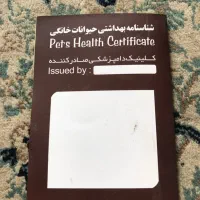 شناسنامه بهداشتی حیوانات خانگی
Pets Health Certificate
کلینیک دامپزشکی صادر کننده
Issued by :